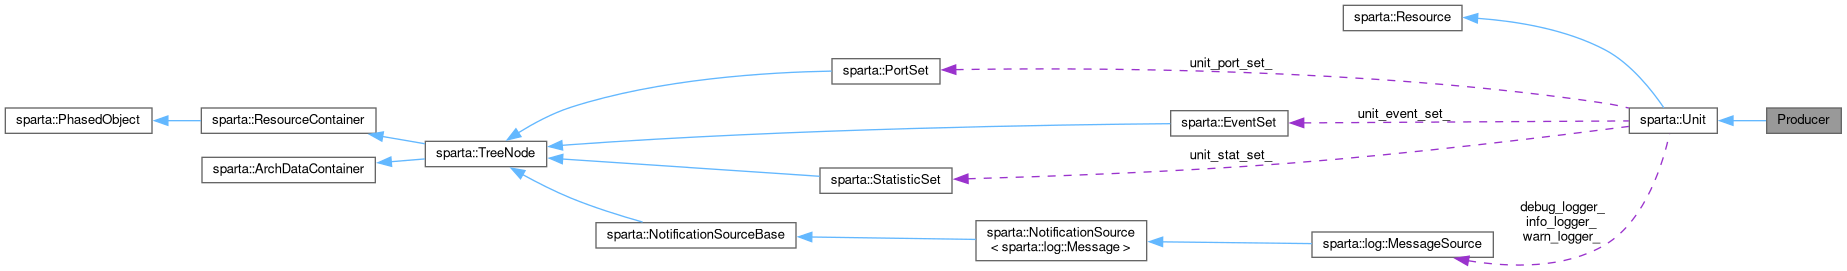 sparta::Resource
sparta::PortSet
unit_port_set_
sparta::PhasedObject
sparta::ResourceContainer
sparta::EventSet
unit_event_set_
sparta::Unit
Producer
sparta::TreeNode
sparta::ArchDataContainer
unit_stat_set_
sparta::StatisticSet
debug_logger_
info_logger_
warn_logger_
sparta::NotificationSourceBase
sparta::NotificationSource
< sparta::log::Message >
sparta::log::MessageSource